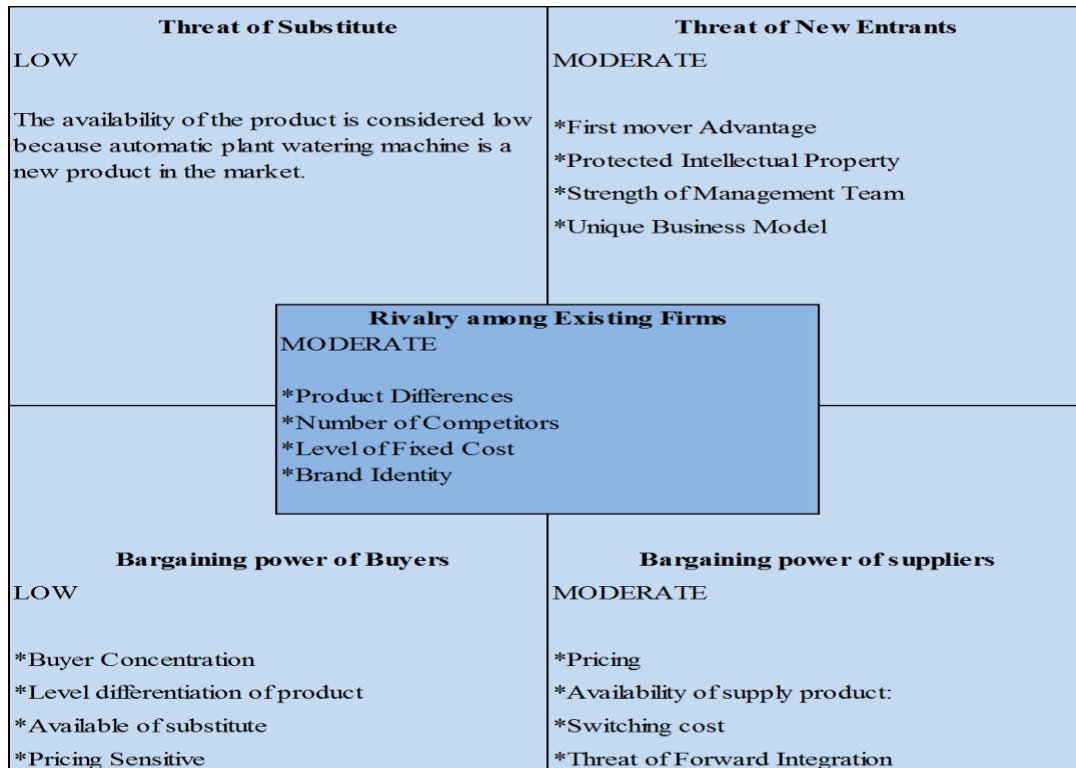 Threat of Substitute
LOW
The availability of the product is considered low
because automatic plant watering machine is a
new product in the market.
Threat of New Entrants
MODERATE
*First mover Advantage
*Protected Intellectual Property
*Strength of Management Team
*Unique Business Model
Rivalry among Existing Firms
MODERATE
*Product Differences
*Number of Competitors
*Level of Fixed Cost
*Brand Identity
Bargaining power of Buyers
LOW
*Buyer Concentration
*Level differentiation of product
*Available of substitute
*Pricing Sensitive
Bargaining power of suppliers
MODERATE
*Pricing
*Availability of supply product:
*Switching cost
*Threat of Forward Integration